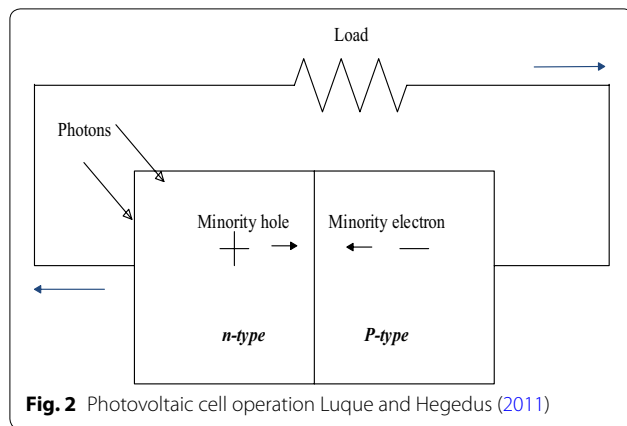 Load
Photons
Minority hole Minority electron
n-type P-type
Fig. 2 Photovoltaic cell operation Luque and Hegedus (2011)